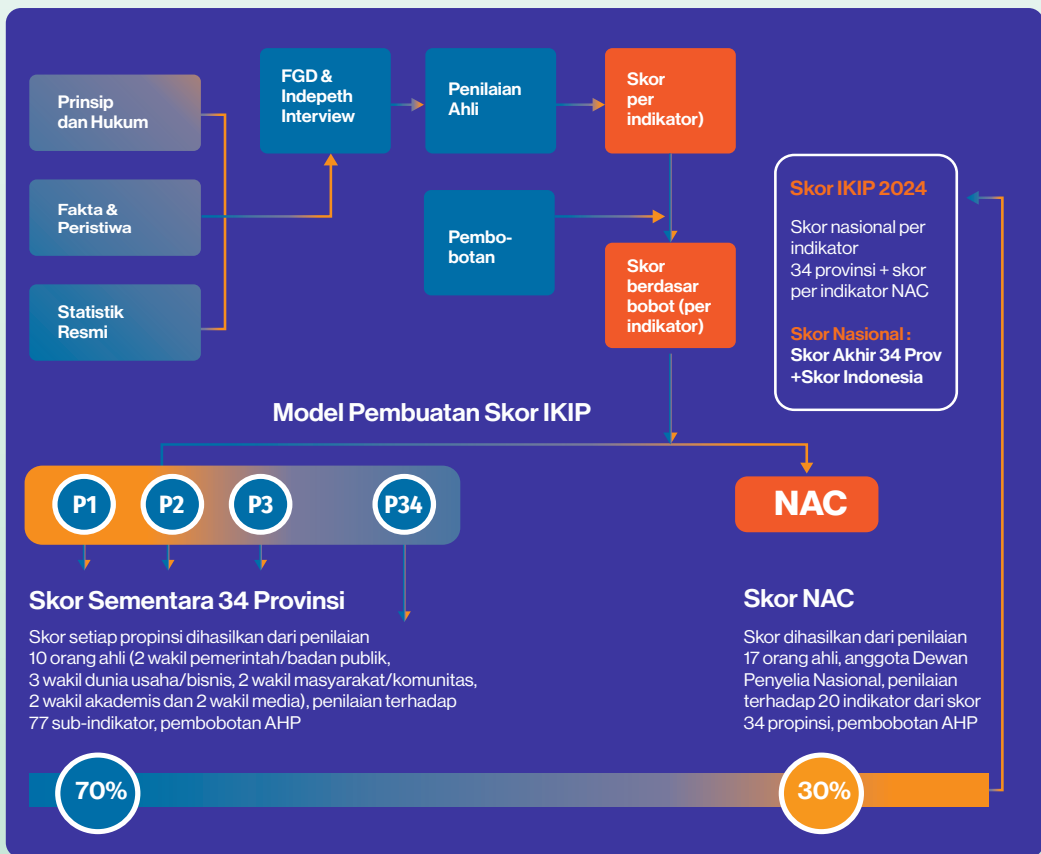 Prinsip
dan Hukum
Fakta &
Peristiwa
Statistik
Resmi
FGD &
Indepeth
Interview
Penilaian
Ahli
Skor
per
indikator)
Pembo-
botan
Skor
berdasar
bobot (per
indikator)
Skor IKIP 2024
Skor nasional per
indikator
34 provinsi + skor
per indikator NAC
Skor Nasional :
Skor Akhir 34 Prov
+Skor Indonesia
Model Pembuatan Skor IKIP
P1
P2
P3
P34
NAC
Skor Sementara 34 Provinsi
Skor setiap propinsi dihasilkan dari penilaian
10 orang ahli (2 wakil pemerintah/badan publik,
3 wakil dunia usaha/bisnis, 2 wakil masyarakat/komunitas,
2 wakil akademis dan 2 wakil media), penilaian terhadap
77 sub-indikator, pembobotan AHP
Skor NAC
Skor dihasilkan dari penilaian
17 orang ahli, anggota Dewan
Penyelia Nasional, penilaian
terhadap 20 indikator dari skor
34 propinsi, pembobotan AHP
70%
30%